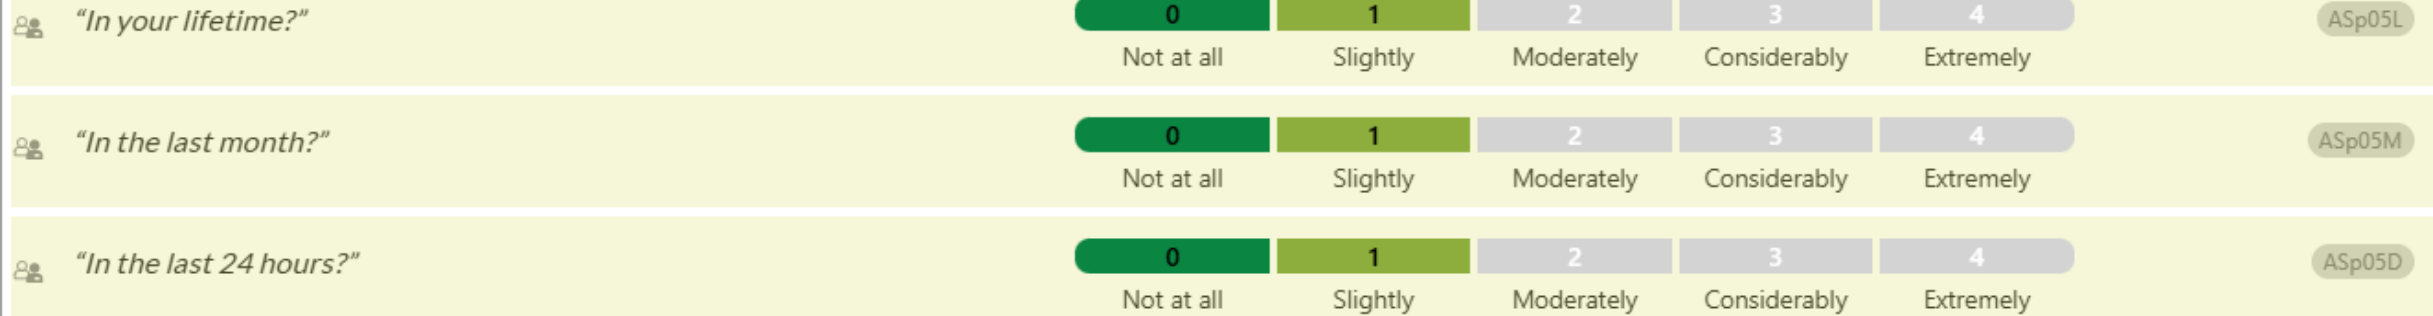 “In your lifetime?” 0 1 2 3 4 ASp05L
Not at all Slightly Moderately Considerably Extremely
“In the last month?” 0 1 2 3 4 ASp05M
Not at all Slightly Moderately Considerably Extremely
“In the last 24 hours?” 0 1 2 3 4 ASp05D
Not at all Slightly Moderately Considerably Extremely